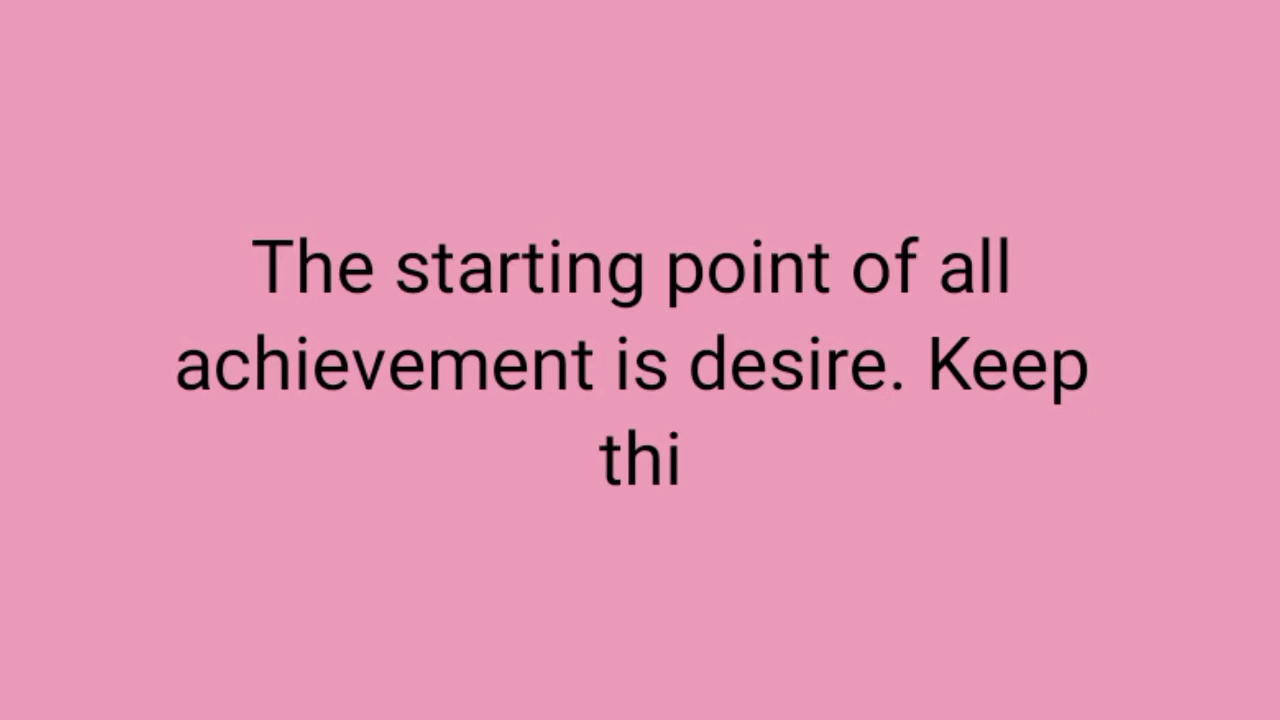 The starting point of all
achievement is desire. Keep
thi